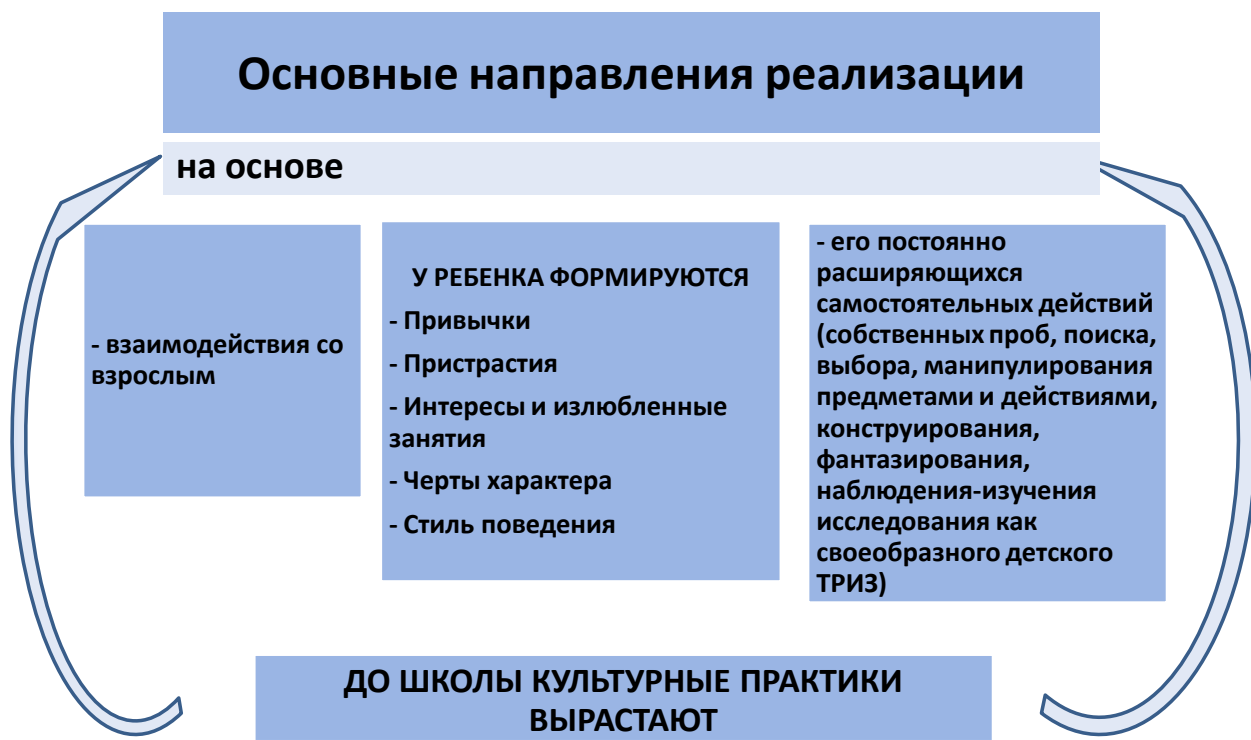 Основные направления реализации
на основе
- взаимодействия со
взрослым
У РЕБЕНКА ФОРМИРУЮТСЯ
- Привычки
- Пристрастия
- Интересы и излюбленные
занятия
- Черты характера
- Стиль поведения
- его постоянно
расширяющихся
самостоятельных действий
(собственных проб, поиска,
выбора, манипулирования
предметами и действиями,
конструирования,
фантазирования,
наблюдения-изучения
исследования как
своеобразного детского
ТРИЗ)
ДО ШКОЛЫ КУЛЬТУРНЫЕ ПРАКТИКИ
ВЫРАСТАЮТ